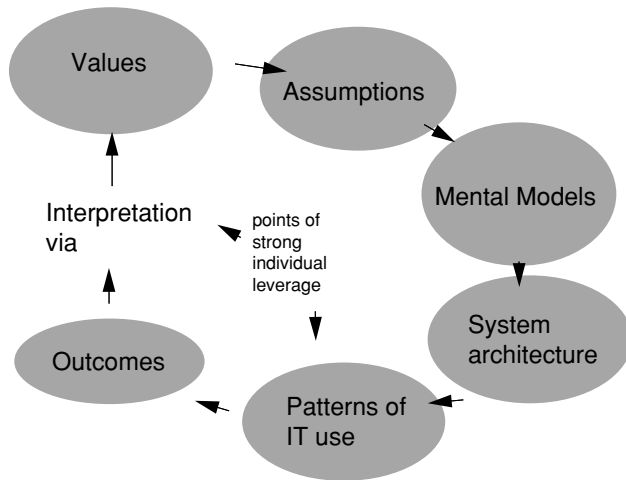 Values
Assumptions
Mental Models
System
architecture
Patterns of
IT use
Outcomes
Interpretation
via
points of
strong
individual
leverage